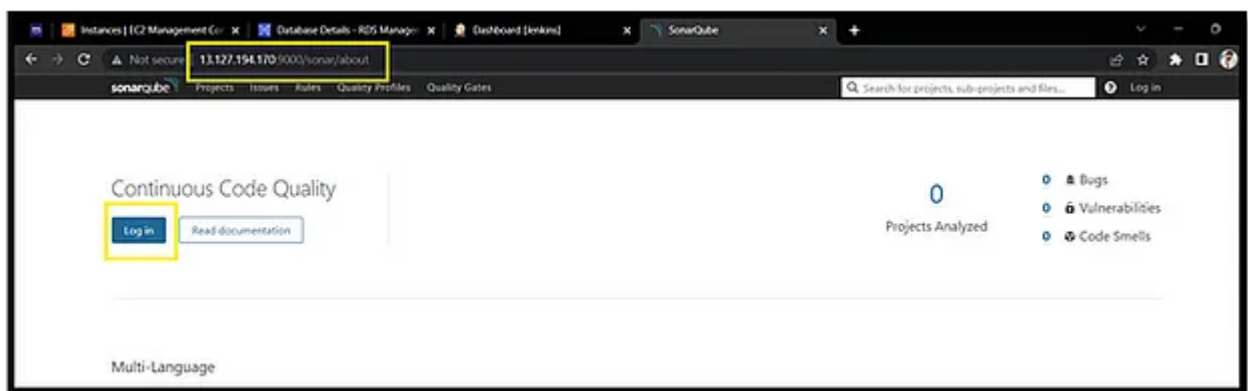 Instances | EC2 Management Co Database Details - RDS Manage Dashboard [Jenkins] SonarQube
Not secure 13.127.194.170:9000/sonar/about
sonarqube Projects Issues Rules Quality Profiles Quality Gates Search for projects, sub-projects and files... Log in
Continuous Code Quality
Log in Read documentation
0
Projects Analyzed
0 Bugs
0 Vulnerabilities
0 Code Smells
Multi-Language